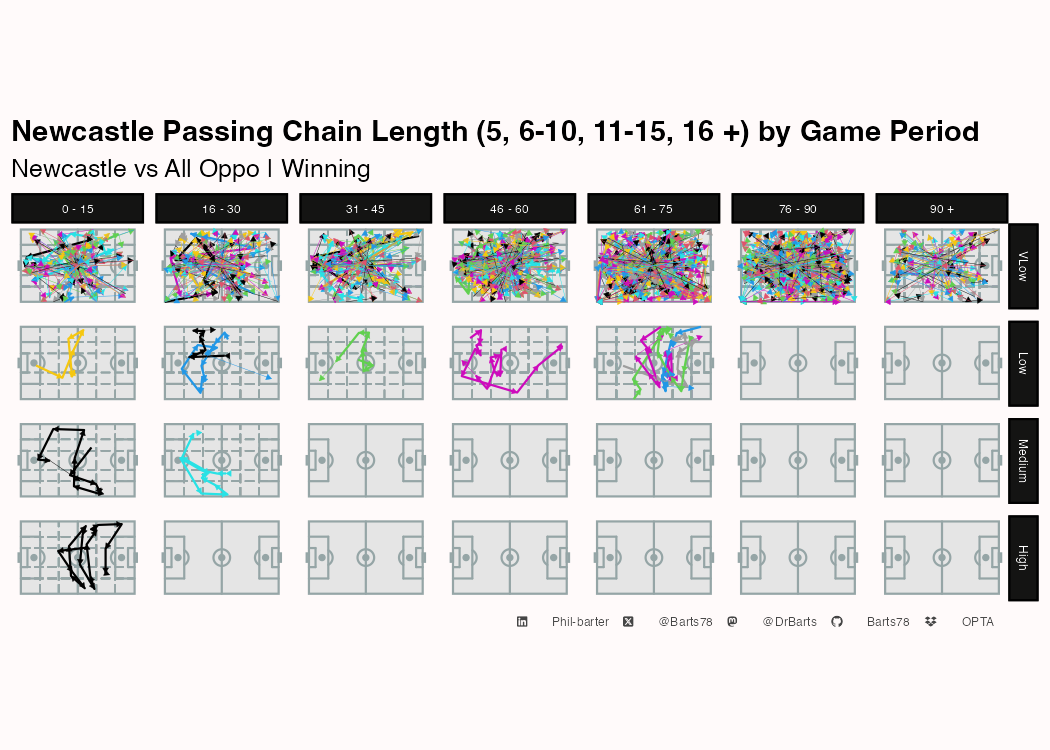 Newcastle Passing Chain Length (5, 6-10, 11-15, 16 +) by Game Period
Newcastle vs All Oppo | Winning
0 - 15 16 - 30 31 - 45 46 - 60 61 - 75 76 - 90 90 +
VLow
Low
Medium
High
Phil-barter @Barts78 @DrBarts Barts78 OPTA